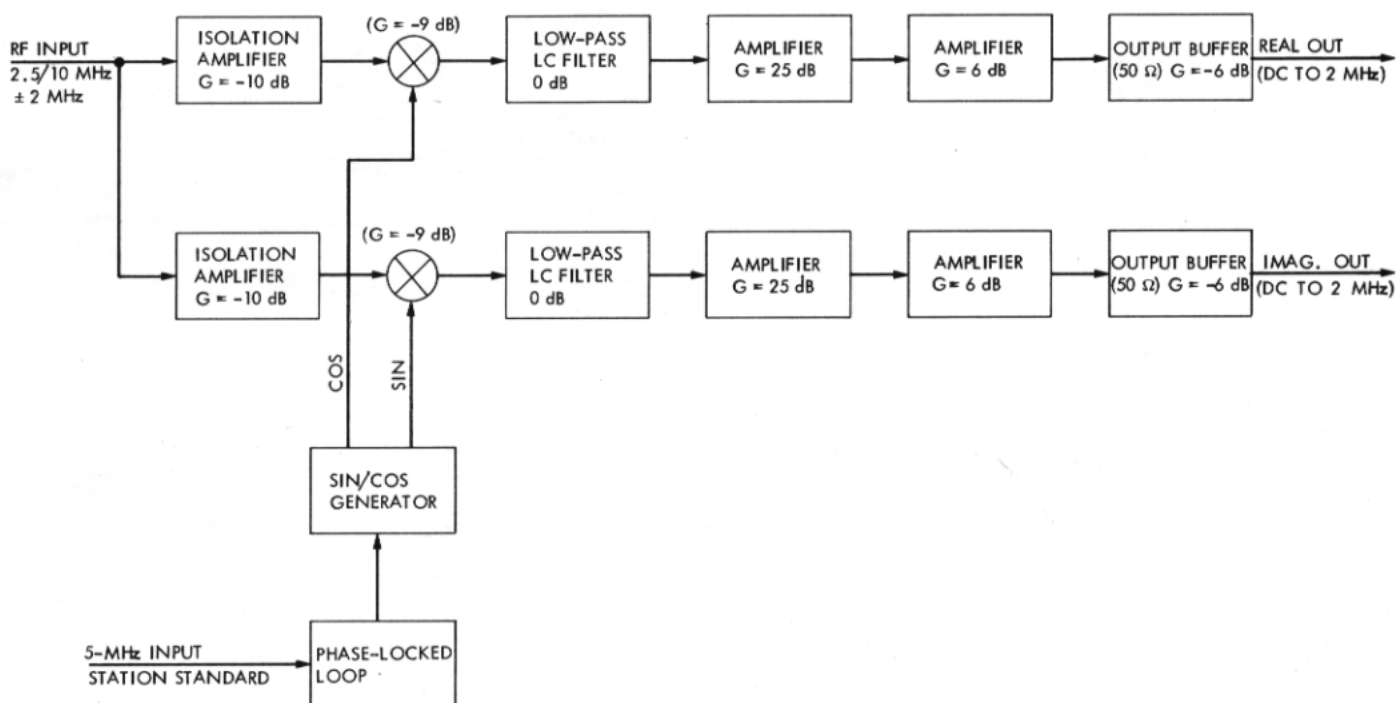 RF INPUT
2.5/10 MHz
± 2 MHz
ISOLATION
AMPLIFIER
G = -10 dB
(G = -9 dB)
LOW-PASS
LC FILTER
0 dB
AMPLIFIER
G = 25 dB
AMPLIFIER
G = 6 dB
OUTPUT BUFFER
(50 Ω) G = -6 dB
REAL OUT
(DC TO 2 MHz)
ISOLATION
AMPLIFIER
G = -10 dB
(G = -9 dB)
LOW-PASS
LC FILTER
0 dB
AMPLIFIER
G = 25 dB
AMPLIFIER
G = 6 dB
OUTPUT BUFFER
(50 Ω) G = -6 dB
IMAG. OUT
(DC TO 2 MHz)
COS
SIN
SIN/COS
GENERATOR
5-MHz INPUT
STATION STANDARD
PHASE-LOCKED
LOOP